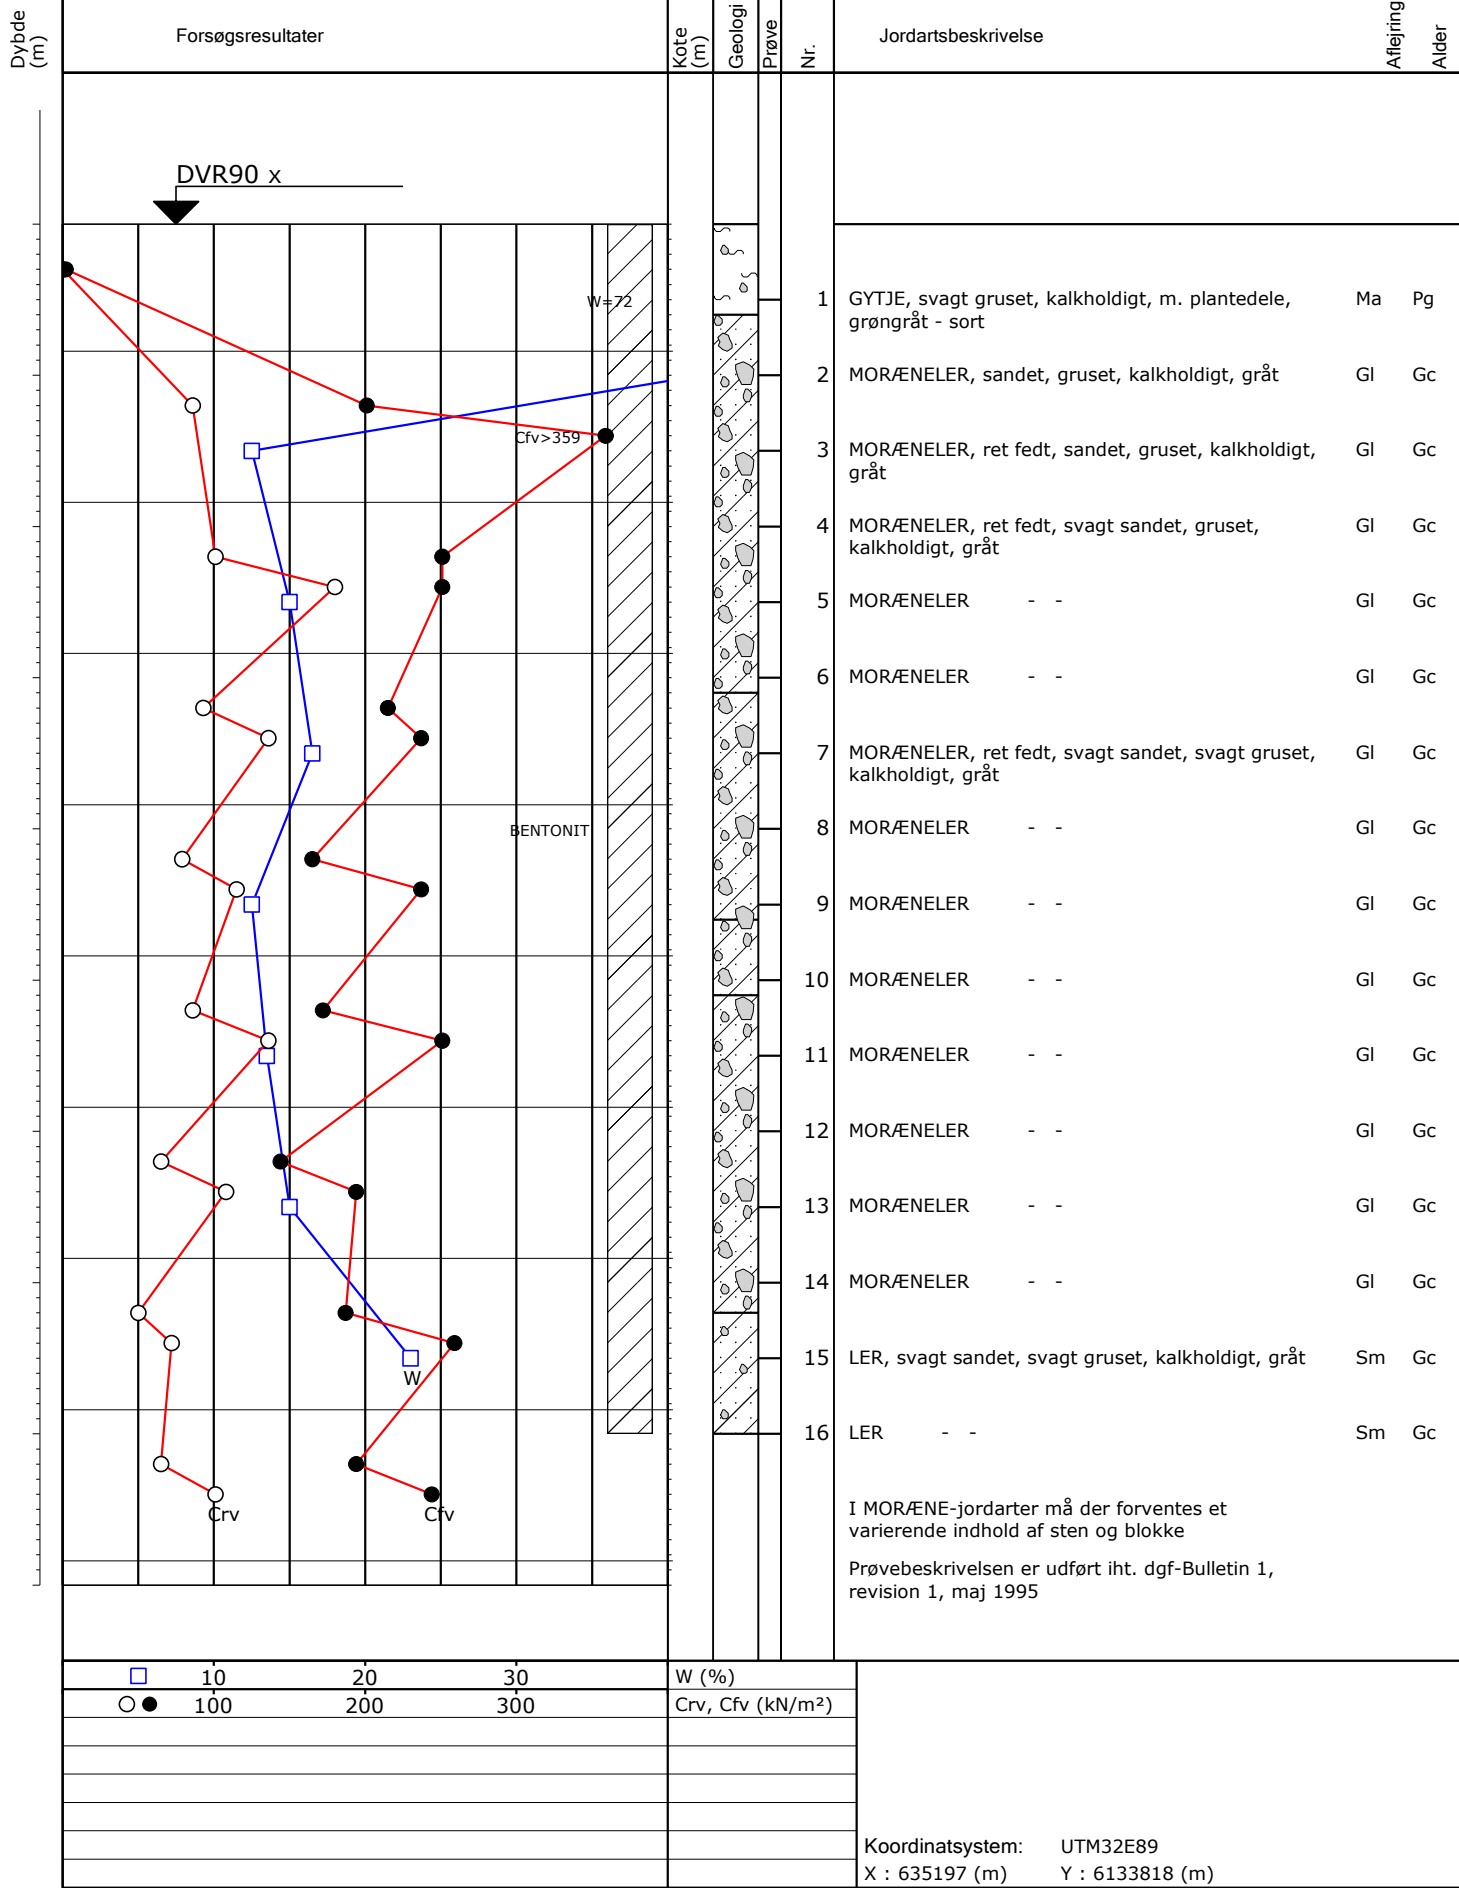 Dybde
(m)
Forsøgsresultater
Kote
(m)
Geologi
Prøve
Nr.
Jordartsbeskrivelse
Aflejring
Alder
DVR90 x
W=72
1 GYTJE, svagt gruset, kalkholdigt, m. plantedele, Ma Pg
grøngråt - sort
2 MORÆNELER, sandet, gruset, kalkholdigt, gråt Gl Gc
Cfv>359
3 MORÆNELER, ret fedt, sandet, gruset, kalkholdigt, Gl Gc
gråt
4 MORÆNELER, ret fedt, svagt sandet, gruset, Gl Gc
kalkholdigt, gråt
5 MORÆNELER - - Gl Gc
6 MORÆNELER - - Gl Gc
7 MORÆNELER, ret fedt, svagt sandet, svagt gruset, Gl Gc
kalkholdigt, gråt
BENTONIT
8 MORÆNELER - - Gl Gc
9 MORÆNELER - - Gl Gc
10 MORÆNELER - - Gl Gc
11 MORÆNELER - - Gl Gc
12 MORÆNELER - - Gl Gc
13 MORÆNELER - - Gl Gc
14 MORÆNELER - - Gl Gc
15 LER, svagt sandet, svagt gruset, kalkholdigt, gråt Sm Gc
W
16 LER - - Sm Gc
Crv Cfv
I MORÆNE-jordarter må der forventes et
varierende indhold af sten og blokke
Prøvebeskrivelsen er udført iht. dgf-Bulletin 1,
revision 1, maj 1995
10 20 30 W (%)
100 200 300 Crv, Cfv (kN/m²)
Koordinatsystem: UTM32E89
X : 635197 (m) Y : 6133818 (m)